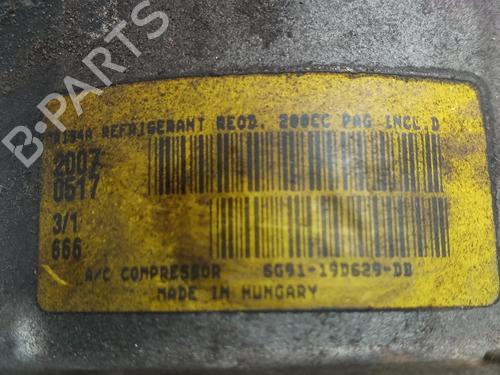 R134A REFRIGERANT REQD. 200CC PAG INCL.D
2007
0517
3/1
666
A/C COMPRESSOR 6G91-19D629-DB
MADE IN HUNGARY
B-PARTS